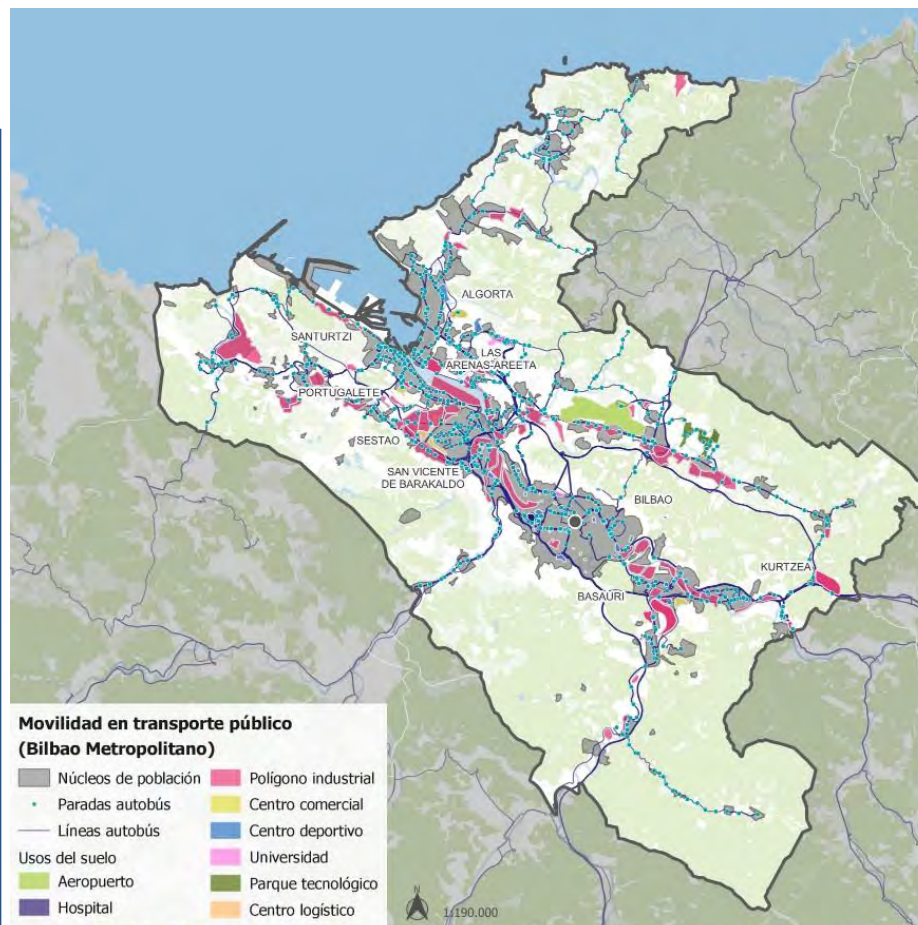 ALGORTA
SANTURTZI
LAS
ARENAS-AREETA
PORTUGALETE
SESTAO
SAN VICENTE
DE BARAKALDO
BILBAO
KURTZEA
BASAURI
Movilidad en transporte público
(Bilbao Metropolitano)
Núcleos de población
Paradas autobús
Líneas autobús
Usos del suelo
Aeropuerto
Hospital
Polígono industrial
Centro comercial
Centro deportivo
Universidad
Parque tecnológico
Centro logístico
N
1:190.000